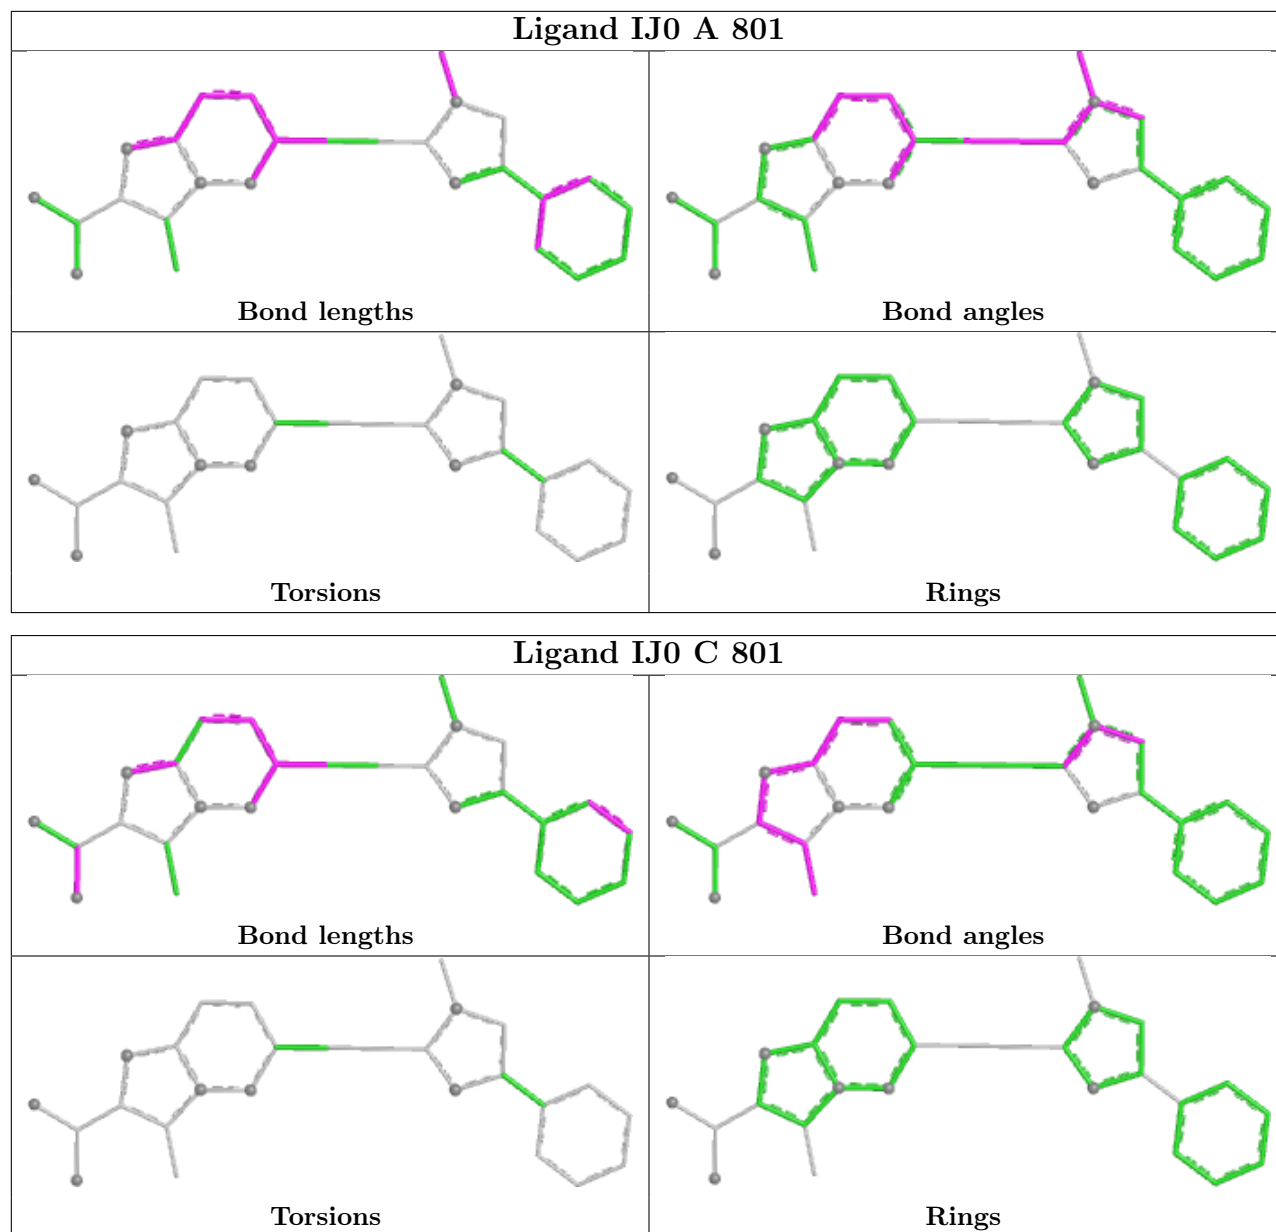 Ligand IJ0 A 801
Bond lengths
Bond angles
Torsions
Rings
Ligand IJ0 C 801
Bond lengths
Bond angles
Torsions
Rings